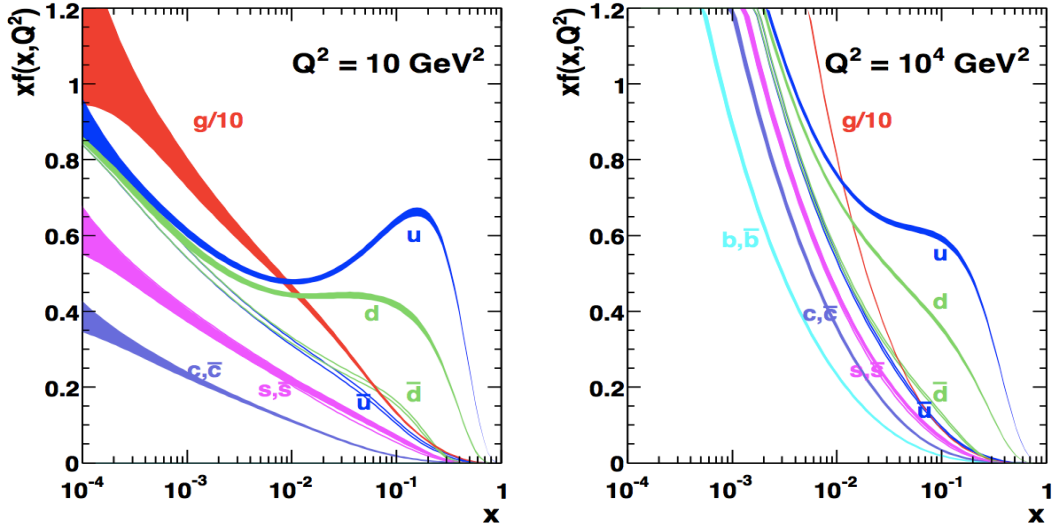 xf(x,Q²)
1.2
1
0.8
0.6
0.4
0.2
0
Q² = 10 GeV²
g/10
u
d
c,c̄
s,s̄
ū
d̄
10⁻⁴
10⁻³
10⁻²
10⁻¹
1
x
xf(x,Q²)
1.2
1
0.8
0.6
0.4
0.2
0
Q² = 10⁴ GeV²
g/10
b,b̄
u
d
c,c̄
s,s̄
d̄
ū
10⁻⁴
10⁻³
10⁻²
10⁻¹
1
x